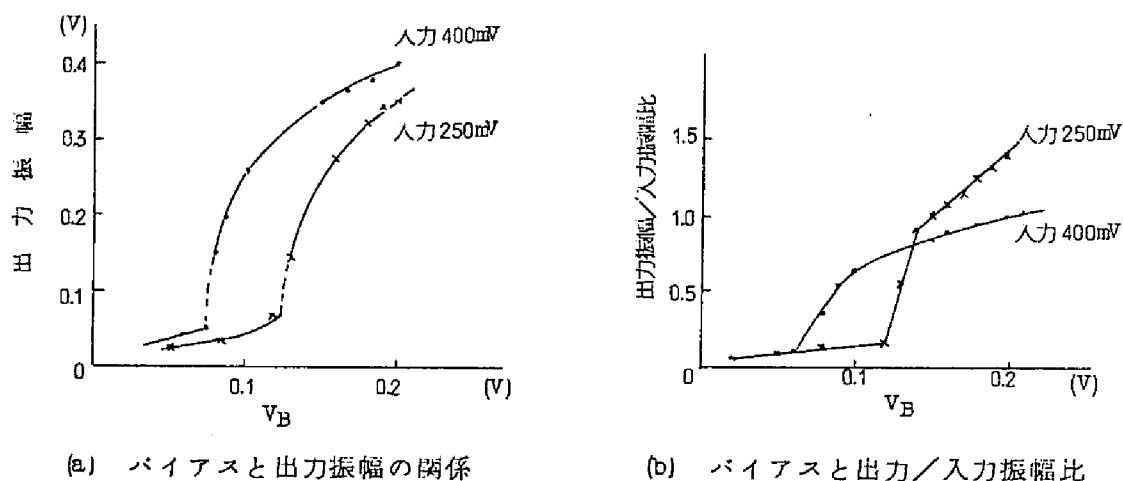 (V)
0.4
0.3
0.2
0.1
0
出力振幅
入力400mV
入力250mV
0.1
0.2
(V)
VB
(a) バイアスと出力振幅の関係
出力振幅/入力振幅比
1.5
1.0
0.5
0
入力250mV
入力400mV
0.1
0.2
(V)
VB
(b) バイアスと出力/入力振幅比